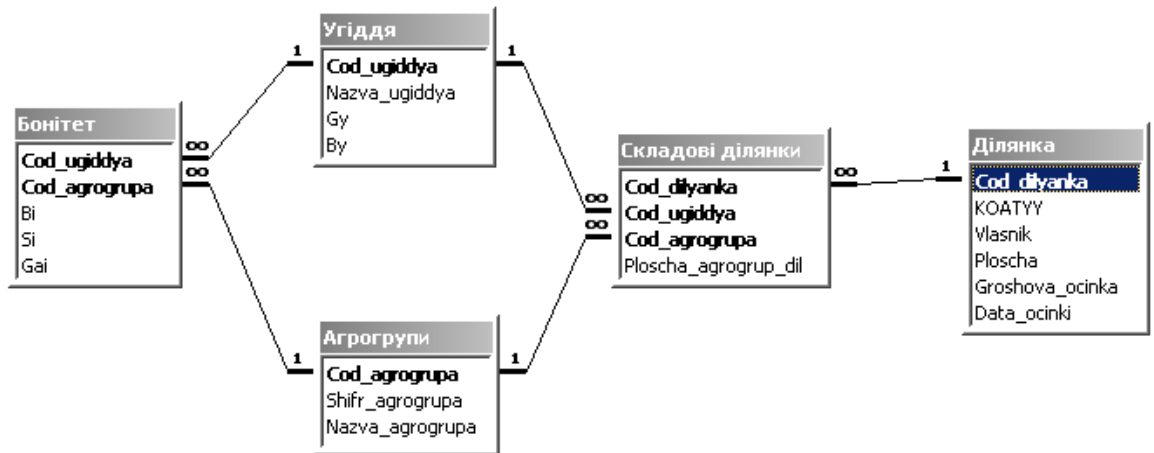 Угіддя
Cod_ugiddya
Nazva_ugiddya
Gy
By
Бонітет
Cod_ugiddya
Cod_agrogrupa
Bi
Si
Gai
Агрогрупи
Cod_agrogrupa
Shifr_agrogrupa
Nazva_agrogrupa
Складові ділянки
Cod_dilyanka
Cod_ugiddya
Cod_agrogrupa
Ploscha_agrogrup_dil
Ділянка
Cod_dilyanka
KOATYY
Vlasnik
Ploscha
Groshova_ocinka
Data_ocinki
1
1
∞
∞
1
1
∞
∞
∞
1